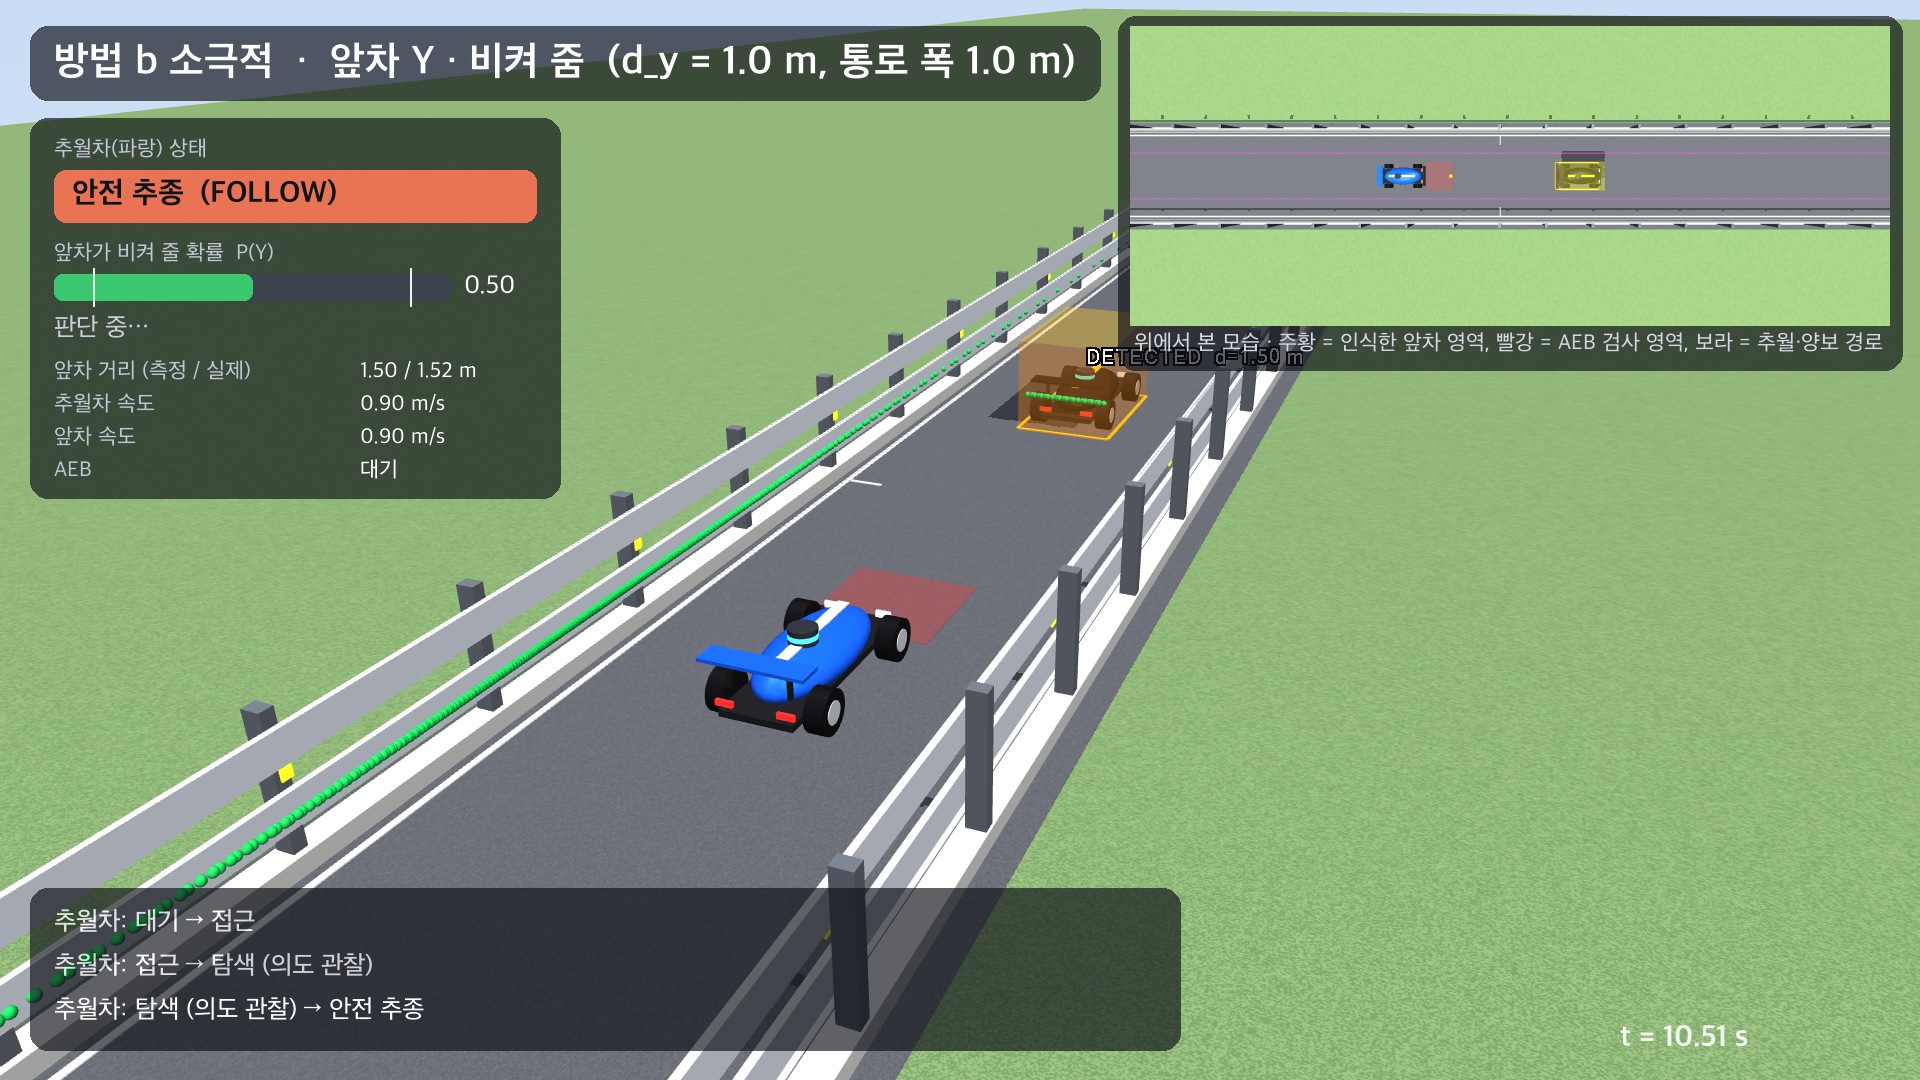 방법 b 소극적 · 앞차 Y · 비켜 줌 (d_y = 1.0 m, 통로 폭 1.0 m)
추월차(파랑) 상태
안전 추종 (FOLLOW)
앞차가 비켜 줄 확률 P(Y)
0.50
판단 중…
앞차 거리 (측정 / 실제) 1.50 / 1.52 m
추월차 속도 0.90 m/s
앞차 속도 0.90 m/s
AEB 대기
위에서 본 모습 · 주황 = 인식한 앞차 영역, 빨강 = AEB 검사 영역, 보라 = 추월·양보 경로
DETECTED d=1.50 m
추월차: 대기 → 접근
추월차: 접근 → 탐색 (의도 관찰)
추월차: 탐색 (의도 관찰) → 안전 추종
t = 10.51 s